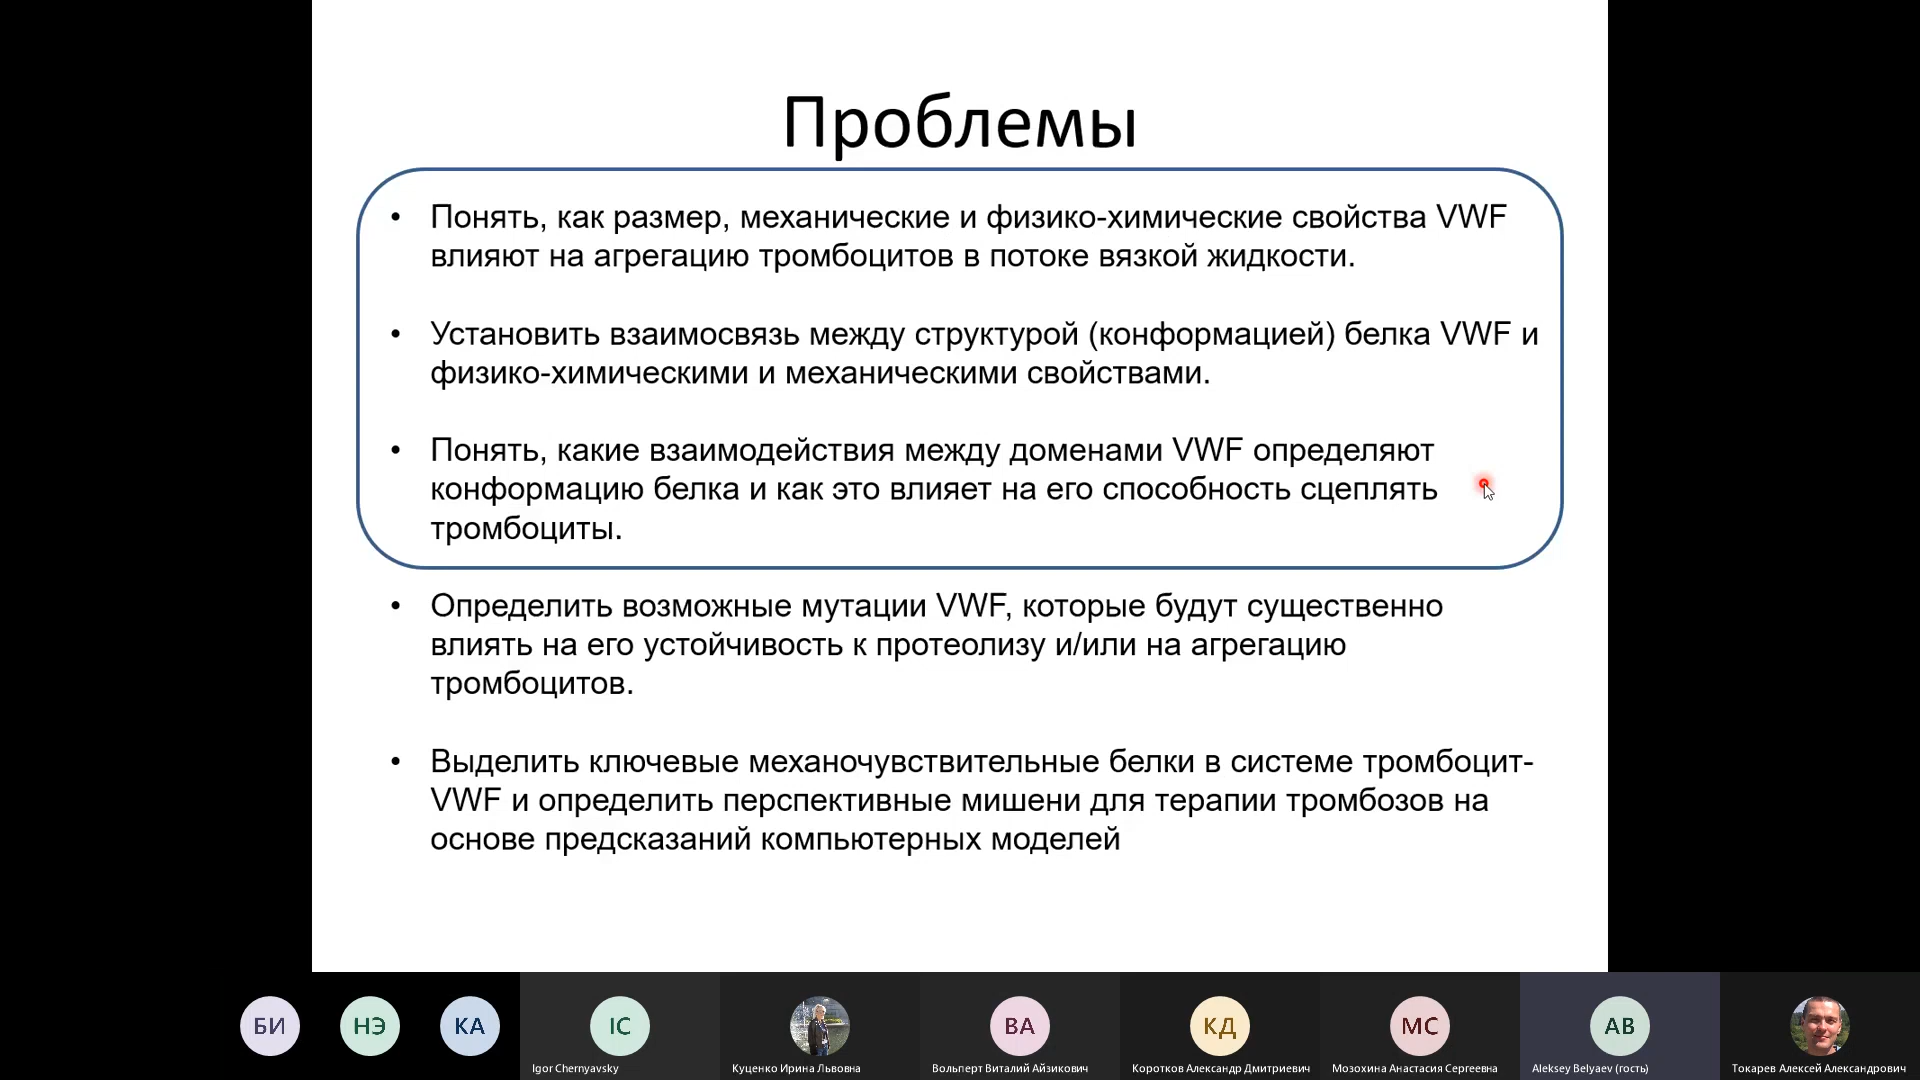 Проблемы
• Понять, как размер, механические и физико-химические свойства VWF
влияют на агрегацию тромбоцитов в потоке вязкой жидкости.
• Установить взаимосвязь между структурой (конформацией) белка VWF и
физико-химическими и механическими свойствами.
• Понять, какие взаимодействия между доменами VWF определяют
конформацию белка и как это влияет на его способность сцеплять
тромбоциты.
• Определить возможные мутации VWF, которые будут существенно
влиять на его устойчивость к протеолизу и/или на агрегацию
тромбоцитов.
• Выделить ключевые механочувствительные белки в системе тромбоцит-
VWF и определить перспективные мишени для терапии тромбозов на
основе предсказаний компьютерных моделей
БИ НЭ КА IC ВА КД МС AB
Igor Chernyavsky Куценко Ирина Львовна Вольперт Виталий Айзикович Коротков Александр Дмитриевич Мозохина Анастасия Сергеевна Aleksey Belyaev (гость) Токарев Алексей Александрович